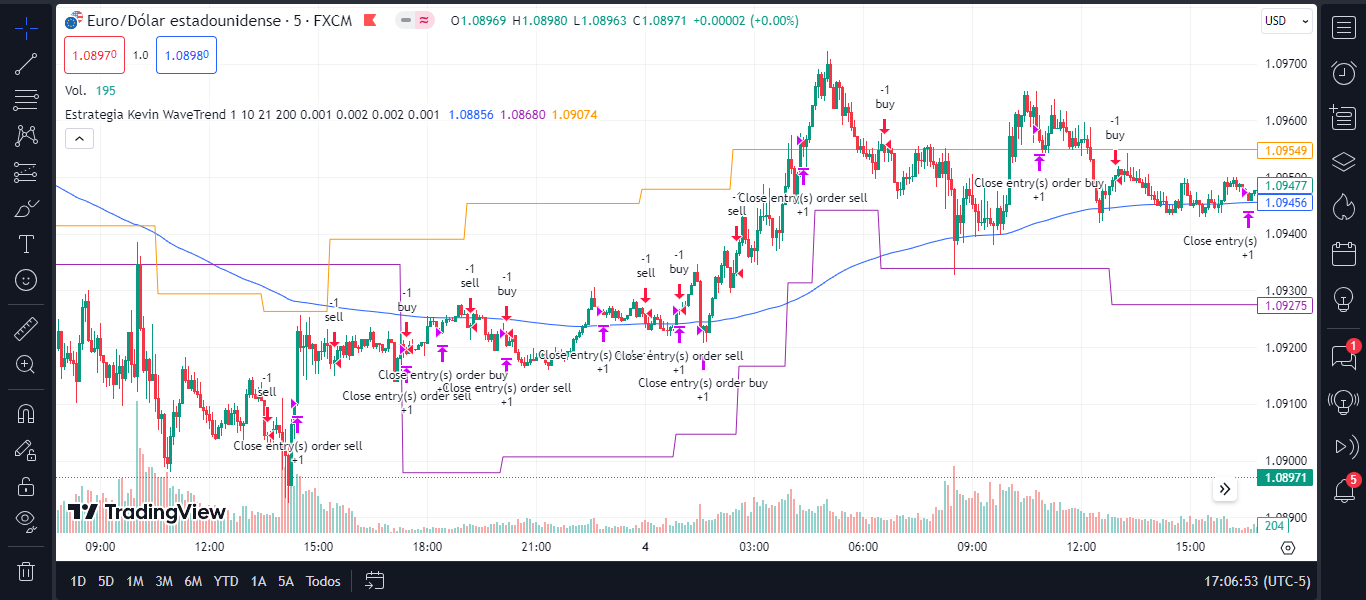 Euro/Dólar estadounidense · 5 · FXCM O1.08969 H1.08980 L1.08963 C1.08971 +0.00002 (+0.00%)
USD
1.08970 1.0 1.08980
Vol. 195
Estrategia Kevin WaveTrend 1 10 21 200 0.001 0.002 0.002 0.001 1.08856 1.08680 1.09074
1.09700
1.09600
1.09549
1.09477
1.09456
1.09400
1.09300
1.09275
1.09200
1.09100
1.09000
1.08971
1.08900
204
-1
sell
Close entry(s) order sell
+1
-1
sell
Close entry(s) order sell
+1
-1
buy
Close entry(s) order buy
-1
sell
Close entry(s) order sell
+1
-1
buy
Close entry(s)
+1
-1
sell
Close entry(s) order sell
+1
-1
buy
Close entry(s) order buy
+1
sell
Close entry(s) order sell
+1
-1
buy
Close entry(s) order buy
+1
-1
buy
Close entry(s)
+1
TradingView
09:00 12:00 15:00 18:00 21:00 4 03:00 06:00 09:00 12:00 15:00
1D 5D 1M 3M 6M YTD 1A 5A Todos
17:06:53 (UTC-5)
1
5